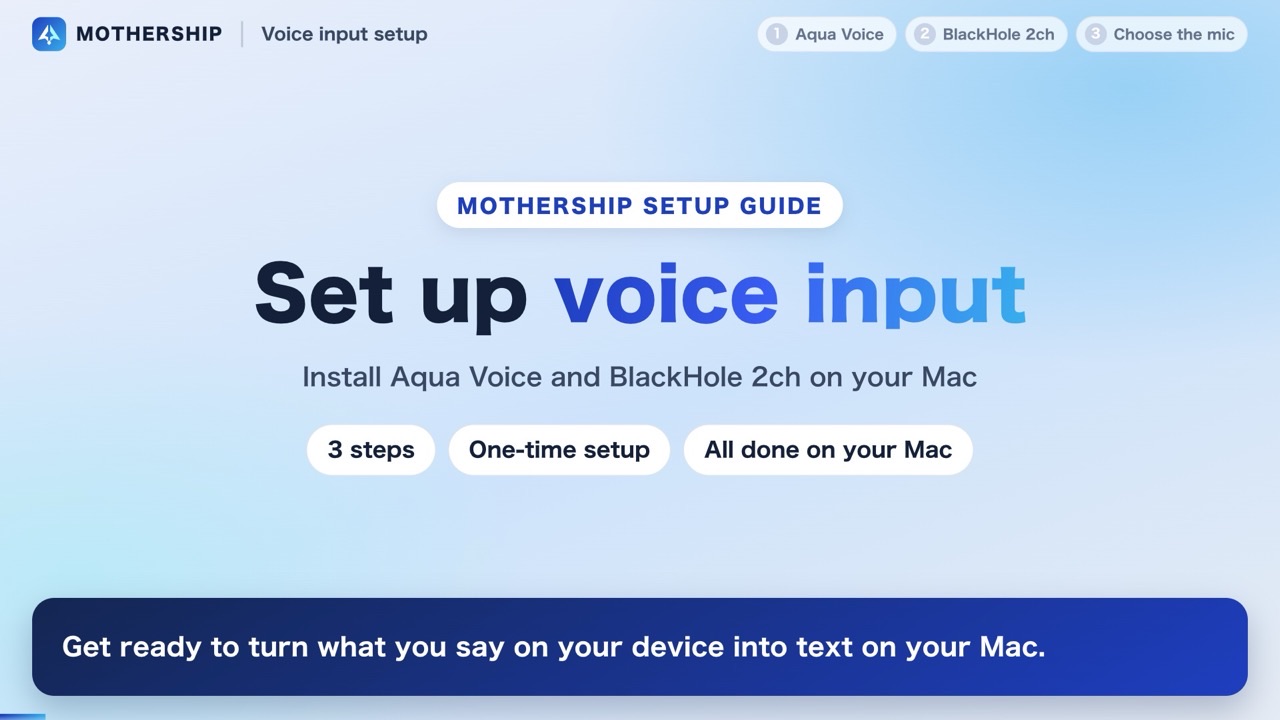 MOTHERSHIP
Voice input setup
1 Aqua Voice
2 BlackHole 2ch
3 Choose the mic
MOTHERSHIP SETUP GUIDE
Set up voice input
Install Aqua Voice and BlackHole 2ch on your Mac
3 steps
One-time setup
All done on your Mac
Get ready to turn what you say on your device into text on your Mac.